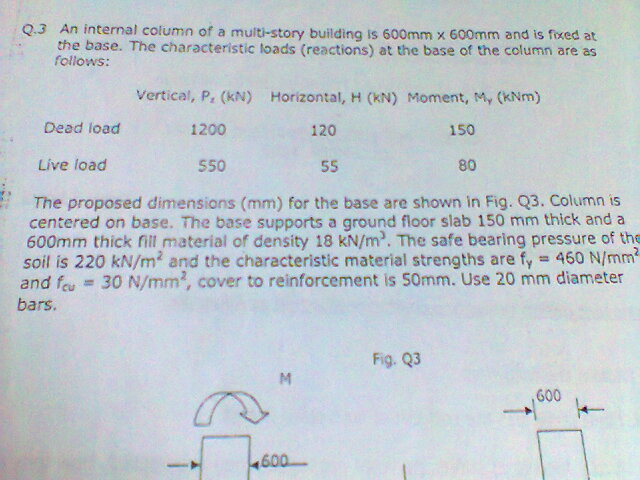 Q.3 An internal column of a multi-story building is 600mm x 600mm and is fixed at
the base. The characteristic loads (reactions) at the base of the column are as
follows:
Vertical, Pz (kN) Horizontal, H (kN) Moment, My (kNm)
Dead load 1200 120 150
Live load 550 55 80
The proposed dimensions (mm) for the base are shown in Fig. Q3. Column is
centered on base. The base supports a ground floor slab 150 mm thick and a
600mm thick fill material of density 18 kN/m³. The safe bearing pressure of the
soil is 220 kN/m² and the characteristic material strengths are fy = 460 N/mm²
and fcu = 30 N/mm², cover to reinforcement is 50mm. Use 20 mm diameter
bars.
Fig. Q3
M
600
600